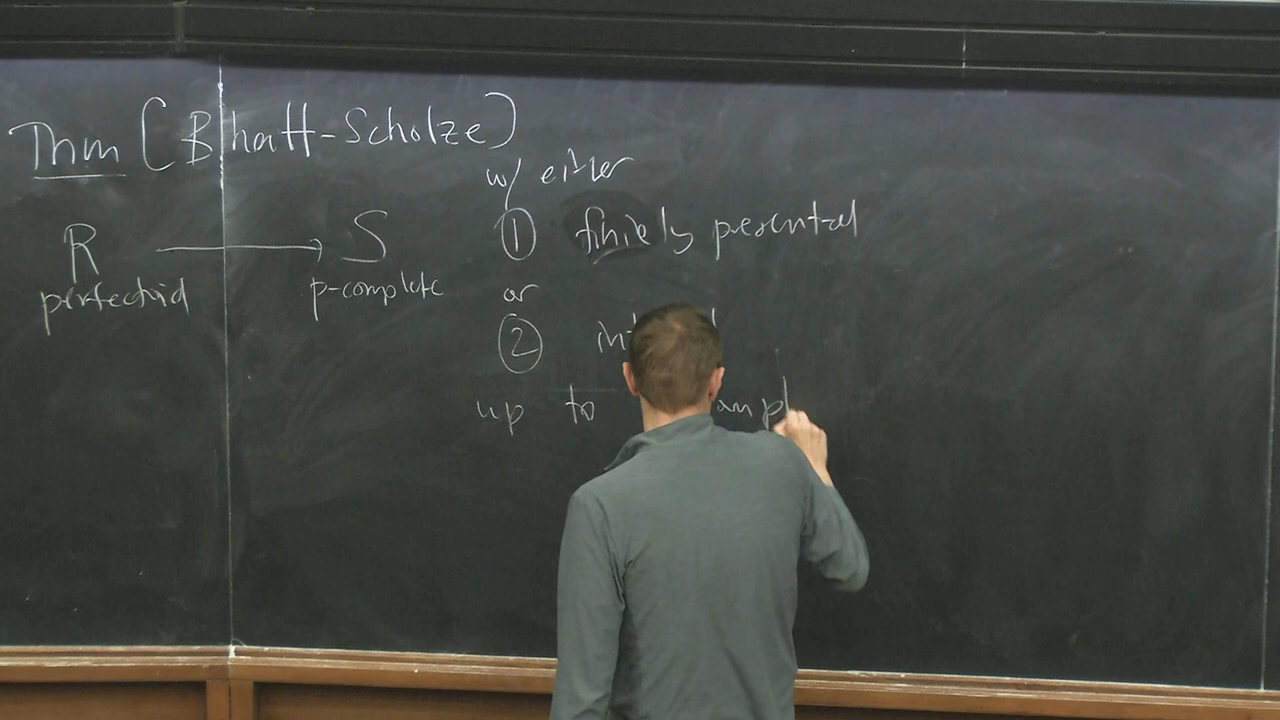 Thm (Bhatt-Scholze)
w/ either
R → S ① finitely presented
perfectoid p-complete or
②
up to